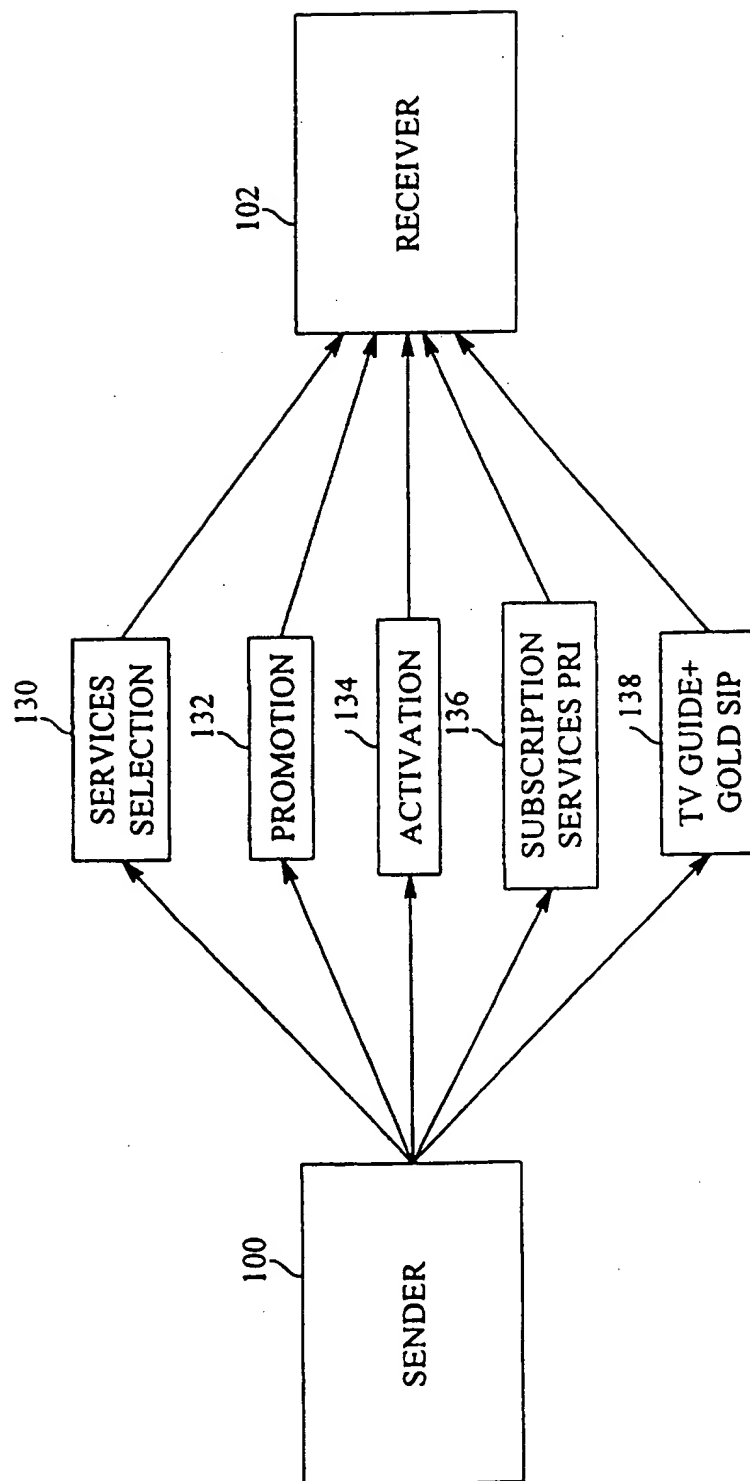 100
SENDER
130
SERVICES
SELECTION
132
PROMOTION
134
ACTIVATION
136
SUBSCRIPTION
SERVICES PRI
138
TV GUIDE+
GOLD SIP
102
RECEIVER